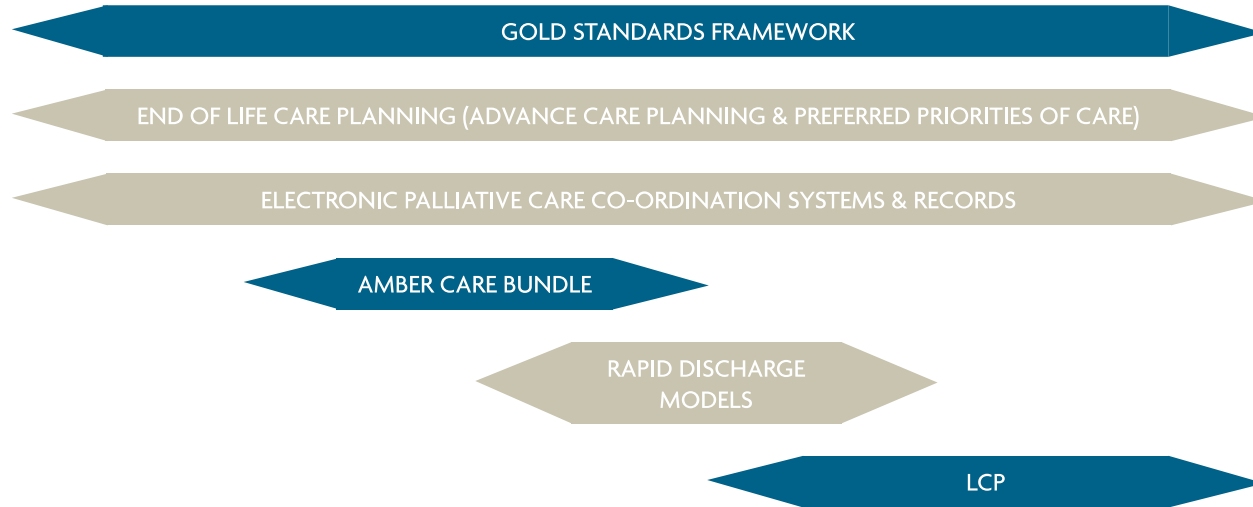 GOLD STANDARDS FRAMEWORK
END OF LIFE CARE PLANNING (ADVANCE CARE PLANNING & PREFERRED PRIORITIES OF CARE)
ELECTRONIC PALLIATIVE CARE CO-ORDINATION SYSTEMS & RECORDS
AMBER CARE BUNDLE
RAPID DISCHARGE
MODELS
LCP